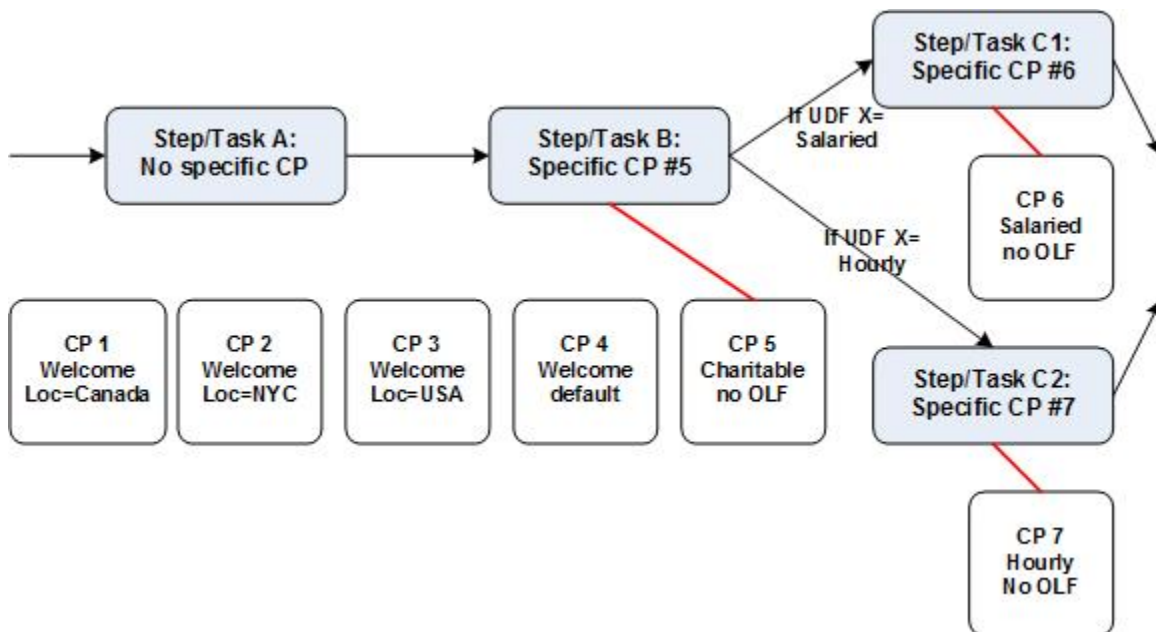 Step/Task A:
No specific CP
Step/Task B:
Specific CP #5
If UDF X=
Salaried
Step/Task C1:
Specific CP #6
CP 6
Salaried
no OLF
If UDF X=
Hourly
CP 1
Welcome
Loc=Canada
CP 2
Welcome
Loc=NYC
CP 3
Welcome
Loc=USA
CP 4
Welcome
default
CP 5
Charitable
no OLF
Step/Task C2:
Specific CP #7
CP 7
Hourly
No OLF